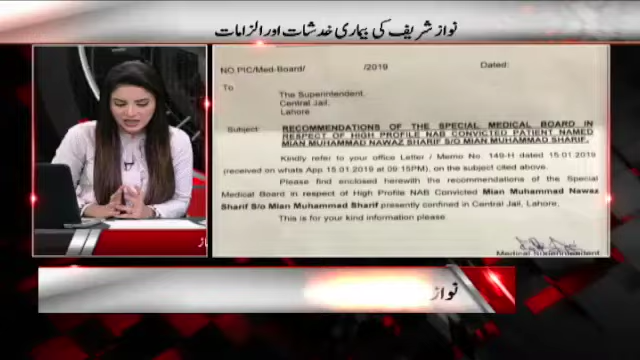 نواز شریف کی بیماری خدشات اور الزامات
NO.PIC/Med-Board/ /2019 Dated:
To
The Superintendent,
Central Jail,
Lahore
Subject: RECOMMENDATIONS OF THE SPECIAL MEDICAL BOARD IN
RESPECT OF HIGH PROFILE NAB CONVICTED PATIENT NAMED
MIAN MUHAMMAD NAWAZ SHARIF S/O MIAN MUHAMMAD SHARIF.
Kindly refer to your office Letter / Memo No. 149-H dated 15.01.2019
(received on whats App 15.01.2019 at 09:15PM), on the subject cited above.
Please find enclosed herewith the recommendations of the Special
Medical Board in respect of High Profile NAB Convicted Mian Muhammad Nawaz
Sharif S/o Mian Muhammad Sharif presently confined in Central Jail, Lahore.
This is for your kind information please
Medical Superintendent
نواز